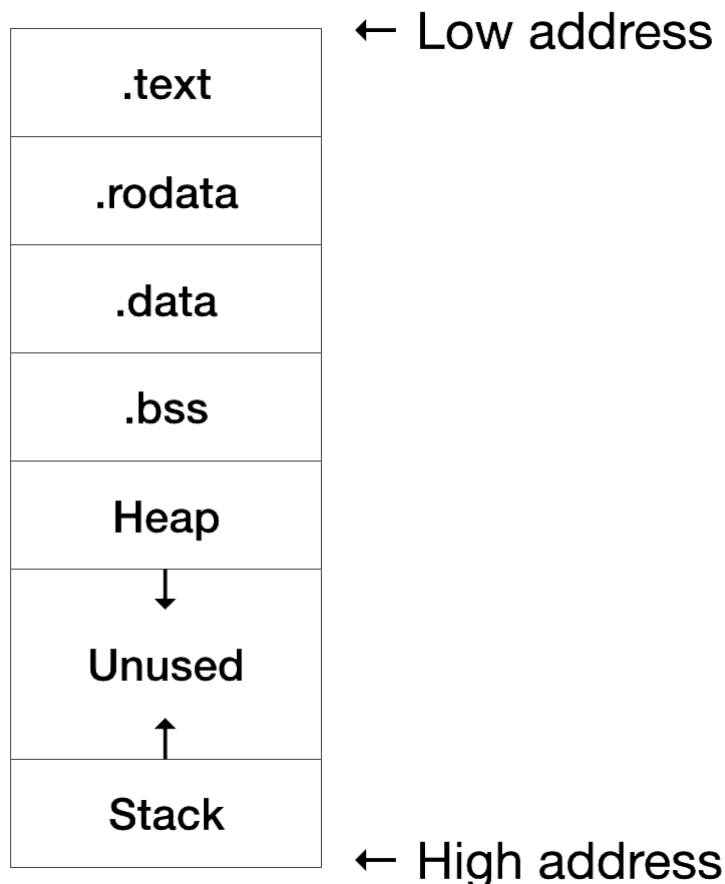 ← Low address
.text
.rodata
.data
.bss
Heap
Unused
Stack
← High address